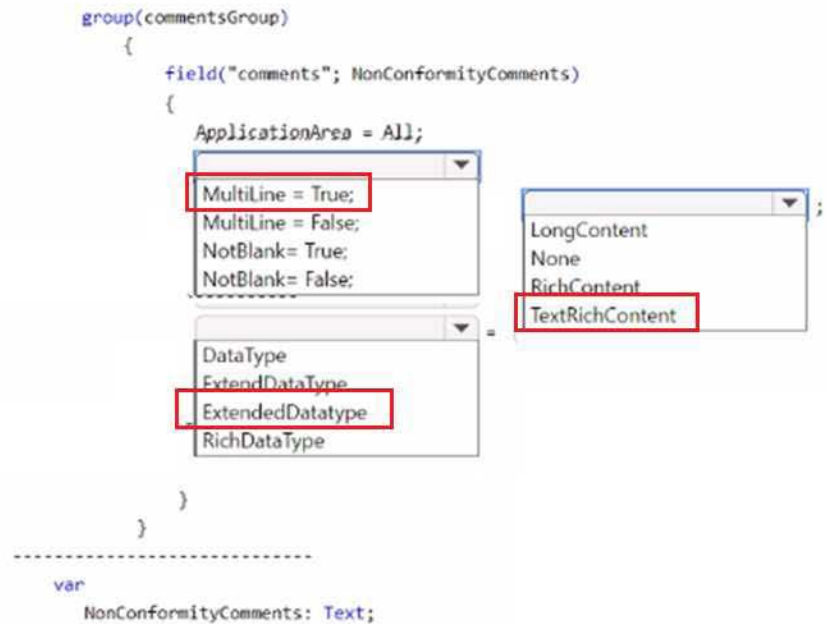 group(commentsGroup)
{
field("comments"; NonConformityComments)
{
ApplicationArea = All;
MultiLine = True;
MultiLine = False;
NotBlank= True;
NotBlank= False;
;
LongContent
None
RichContent
TextRichContent
=
DataType
ExtendDataType
ExtendedDatatype
RichDataType
}
}
-----------------------------
var
NonConformityComments: Text;